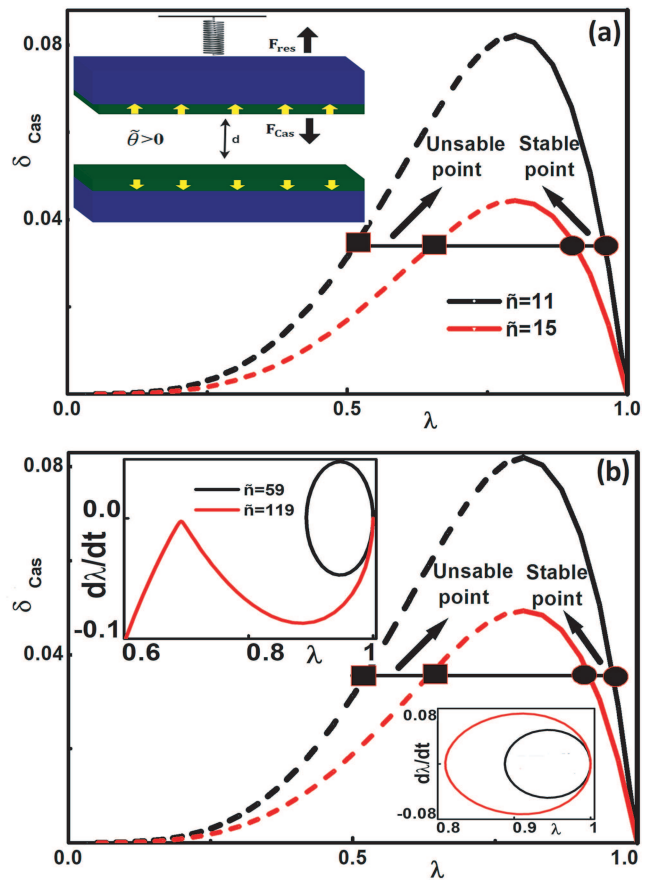 0.08
(a)
F_res
θ̃>0
F_Cas
d
δ_Cas
Unsable point
Stable point
0.04
ñ=11
ñ=15
0.0
0.5
1.0
λ
0.08
(b)
ñ=59
ñ=119
0.0
dλ/dt
-0.1
0.6
0.8
1
λ
δ_Cas
Unsable point
Stable point
0.04
0.08
dλ/dt
-0.08
0.8
0.9
λ
1
0.0
0.5
1.0
λ